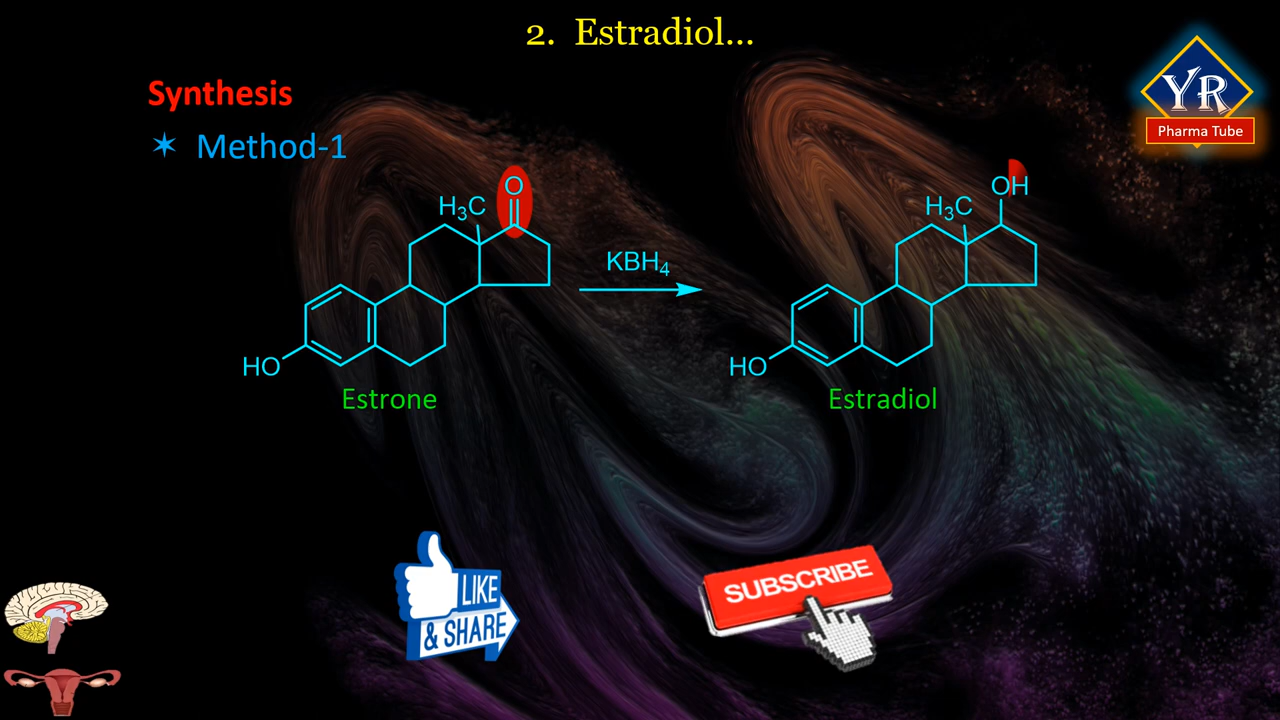 2. Estradiol...
YR
Pharma Tube
Synthesis
✶ Method-1
O
H₃C
HO
Estrone
KBH₄
OH
H₃C
HO
Estradiol
LIKE
& SHARE
SUBSCRIBE